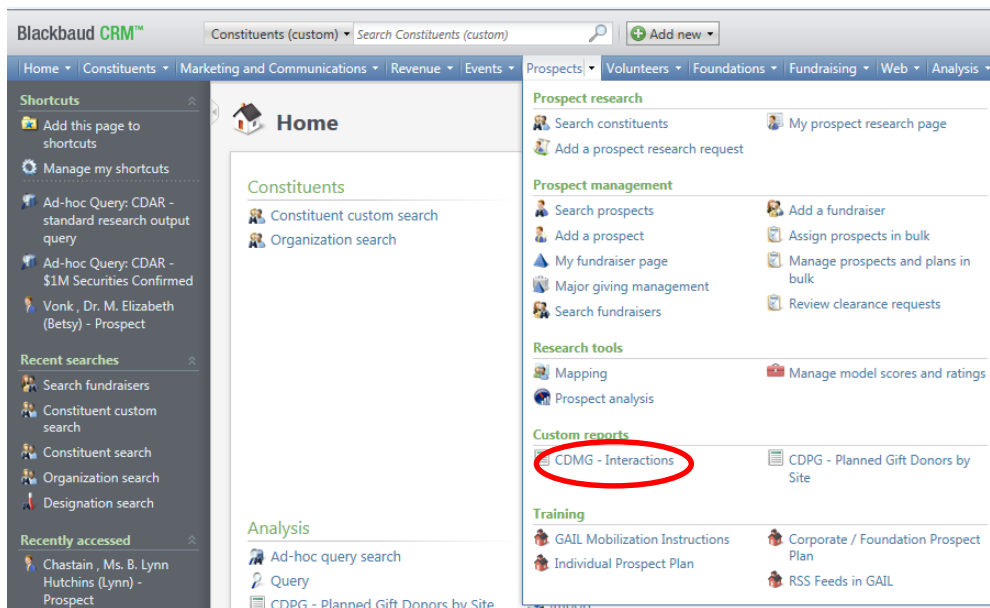 Blackbaud CRM™
Constituents (custom)
Search Constituents (custom)
Add new
Home
Constituents
Marketing and Communications
Revenue
Events
Prospects
Volunteers
Foundations
Fundraising
Web
Analysis
Shortcuts
Add this page to
shortcuts
Manage my shortcuts
Ad-hoc Query: CDAR -
standard research output
query
Ad-hoc Query: CDAR -
$1M Securities Confirmed
Vonk , Dr. M. Elizabeth
(Betsy) - Prospect
Recent searches
Search fundraisers
Constituent custom
search
Constituent search
Organization search
Designation search
Recently accessed
Chastain , Ms. B. Lynn
Hutchins (Lynn) -
Prospect
Home
Constituents
Constituent custom search
Organization search
Analysis
Ad-hoc query search
Query
CDPG - Planned Gift Donors by Site
Prospect research
Search constituents
My prospect research page
Add a prospect research request
Prospect management
Search prospects
Add a prospect
My fundraiser page
Major giving management
Search fundraisers
Add a fundraiser
Assign prospects in bulk
Manage prospects and plans in
bulk
Review clearance requests
Research tools
Mapping
Manage model scores and ratings
Prospect analysis
Custom reports
CDMG - Interactions
CDPG - Planned Gift Donors by
Site
Training
GAIL Mobilization Instructions
Individual Prospect Plan
Corporate / Foundation Prospect
Plan
RSS Feeds in GAIL